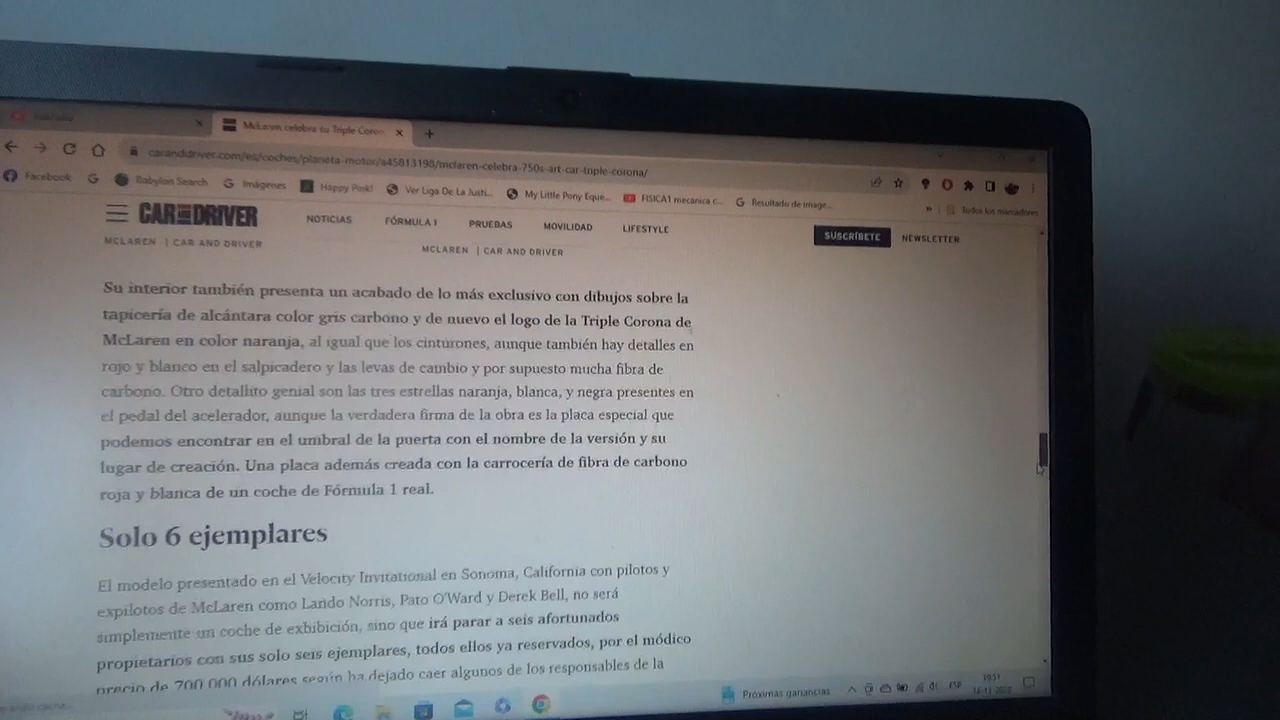 McLaren celebra su Triple Coro
caranddriver.com/es/coches/planeta-motor/a45813198/mclaren-celebra-750s-art-car-triple-corona/
Facebook
Babylon Search
Imágenes
Happy Pink!
Ver Liga De La Justi...
My Little Pony Eque...
FISICA1 mecanica c...
Resultado de image...
»
Todos los marcadores
CAR AND DRIVER
NOTICIAS
FÓRMULA 1
PRUEBAS
MOVILIDAD
LIFESTYLE
SUSCRÍBETE
NEWSLETTER
MCLAREN | CAR AND DRIVER
MCLAREN | CAR AND DRIVER
Su interior también presenta un acabado de lo más exclusivo con dibujos sobre la
tapicería de alcántara color gris carbono y de nuevo el logo de la Triple Corona de
McLaren en color naranja, al igual que los cinturones, aunque también hay detalles en
rojo y blanco en el salpicadero y las levas de cambio y por supuesto mucha fibra de
carbono. Otro detallito genial son las tres estrellas naranja, blanca, y negra presentes en
el pedal del acelerador, aunque la verdadera firma de la obra es la placa especial que
podemos encontrar en el umbral de la puerta con el nombre de la versión y su
lugar de creación. Una placa además creada con la carrocería de fibra de carbono
roja y blanca de un coche de Fórmula 1 real.
Solo 6 ejemplares
El modelo presentado en el Velocity Invitational en Sonoma, California con pilotos y
expilotos de McLaren como Lando Norris, Pato O'Ward y Derek Bell, no será
simplemente un coche de exhibición, sino que irá parar a seis afortunados
propietarios con sus solo seis ejemplares, todos ellos ya reservados, por el módico
precio de 700.000 dólares según ha dejado caer algunos de los responsables de la
Próximas ganancias
ESP